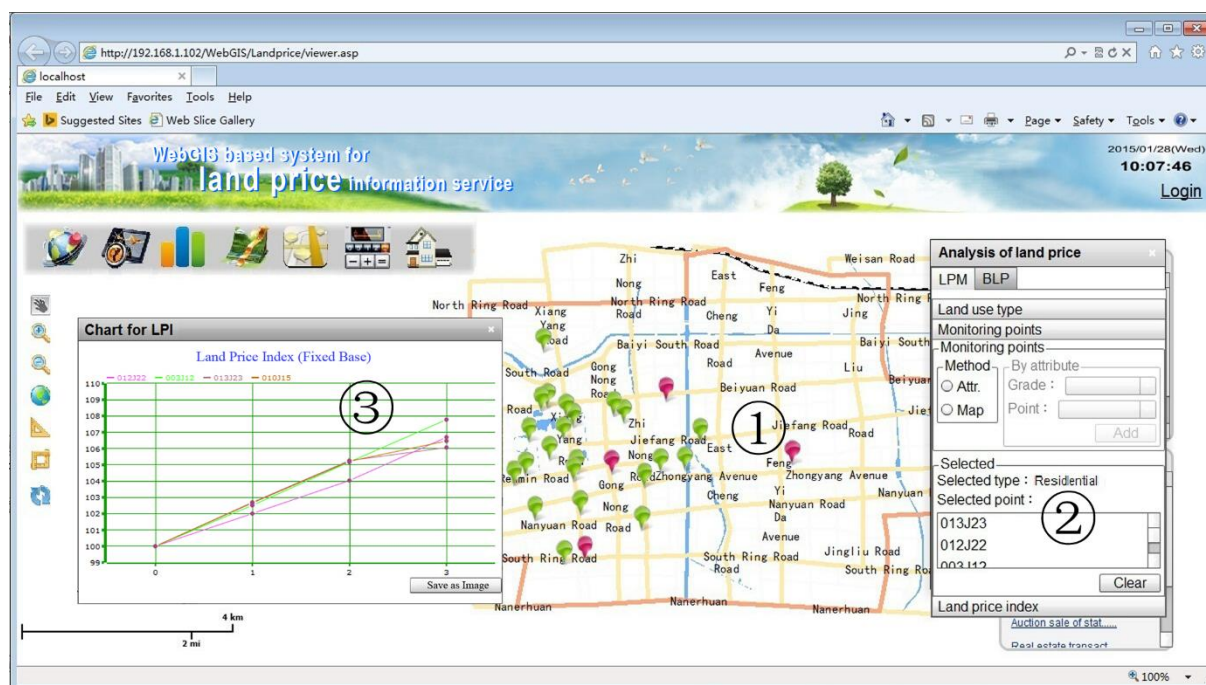 http://192.168.1.102/WebGIS/Landprice/viewer.asp
localhost
File Edit View Favorites Tools Help
Suggested Sites Web Slice Gallery
Page Safety Tools
WebGIS based system for
land price information service
2015/01/28(Wed)
10:07:46
Login
Chart for LPI
Land Price Index (Fixed Base)
012J22 003J12 013J23 010J15
110
109
108
107
106
105
104
103
102
101
100
99
0 1 2 3
③
Save as Image
4 km
2 mi
Zhi
Nong
Road
East
Feng
Weisan Road
North Ring Road
Xiang
Yang
North Ring Road
Cheng
Yi
Da
Jing
North Ring
Baiyi South Road
Avenue
Baiyi South
South Road
Gong
Nong
Road
Road
Liu
Beiyuan Road
Beiyuan
Road
Zhi
Jiefang Road
①
Jiefang Road
Road
Yang
Nong
East
Feng
Renmin Road
Gong
Zhongyang Avenue
Zhongyang Avenue
Nong
Cheng
Yi
Nanyuan Road
Nanyuan
Nanyuan Road
Road
Da
Avenue
South Ring Road
South Ring Road
Road
Jingliu Road
South Ring
Nanerhuan
Nanerhuan
Nanerhuan
Analysis of land price
LPM BLP
Land use type
Monitoring points
Monitoring points
Method
Attr.
Map
By attribute
Grade：
Point：
Add
Selected
Selected type：Residential
Selected point：
②
013J23
012J22
003J12
Clear
Land price index
Auction sale of stat......
Real estate transact
100%